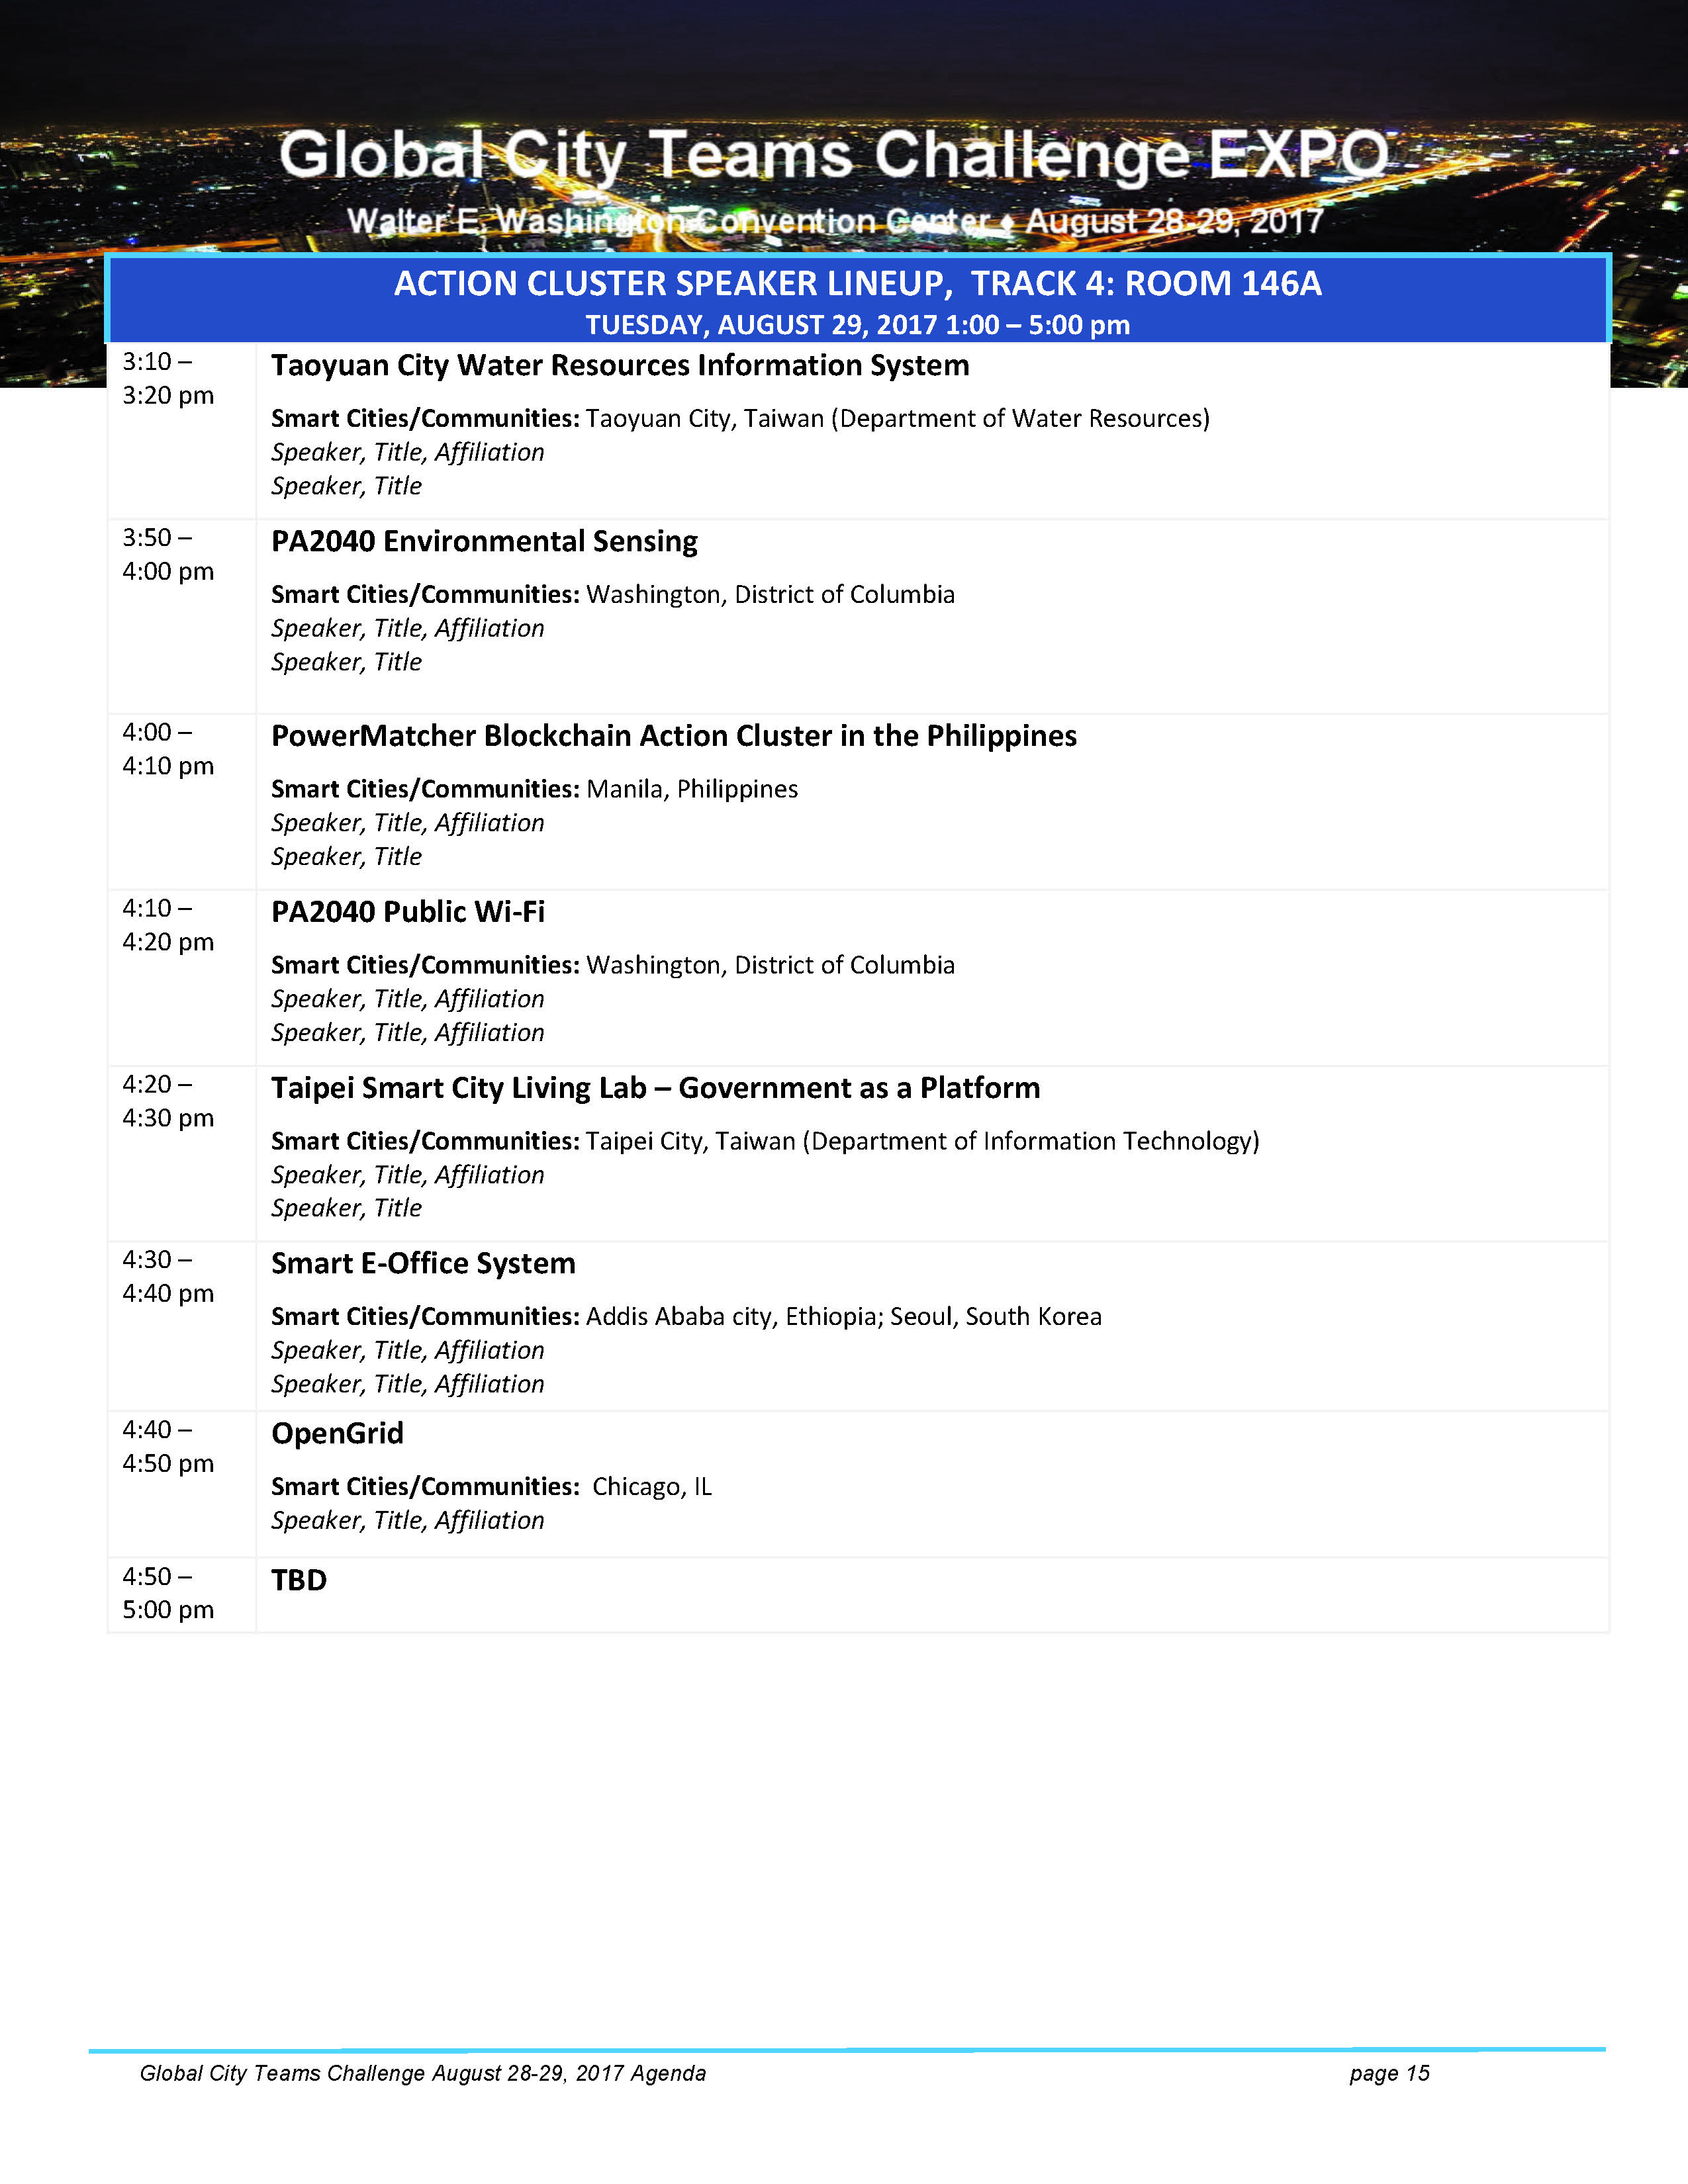 Global City Teams Challenge EXPO
Walter E. Washington Convention Center ♦ August 28-29, 2017
ACTION CLUSTER SPEAKER LINEUP,  TRACK 4: ROOM 146A
TUESDAY, AUGUST 29, 2017 1:00 – 5:00 pm
3:10 –
3:20 pm
Taoyuan City Water Resources Information System
Smart Cities/Communities: Taoyuan City, Taiwan (Department of Water Resources)
Speaker, Title, Affiliation
Speaker, Title
3:50 –
4:00 pm
PA2040 Environmental Sensing
Smart Cities/Communities: Washington, District of Columbia
Speaker, Title, Affiliation
Speaker, Title
4:00 –
4:10 pm
PowerMatcher Blockchain Action Cluster in the Philippines
Smart Cities/Communities: Manila, Philippines
Speaker, Title, Affiliation
Speaker, Title
4:10 –
4:20 pm
PA2040 Public Wi-Fi
Smart Cities/Communities: Washington, District of Columbia
Speaker, Title, Affiliation
Speaker, Title, Affiliation
4:20 –
4:30 pm
Taipei Smart City Living Lab – Government as a Platform
Smart Cities/Communities: Taipei City, Taiwan (Department of Information Technology)
Speaker, Title, Affiliation
Speaker, Title
4:30 –
4:40 pm
Smart E-Office System
Smart Cities/Communities: Addis Ababa city, Ethiopia; Seoul, South Korea
Speaker, Title, Affiliation
Speaker, Title, Affiliation
4:40 –
4:50 pm
OpenGrid
Smart Cities/Communities:  Chicago, IL
Speaker, Title, Affiliation
4:50 –
5:00 pm
TBD
Global City Teams Challenge August 28-29, 2017 Agenda
page 15